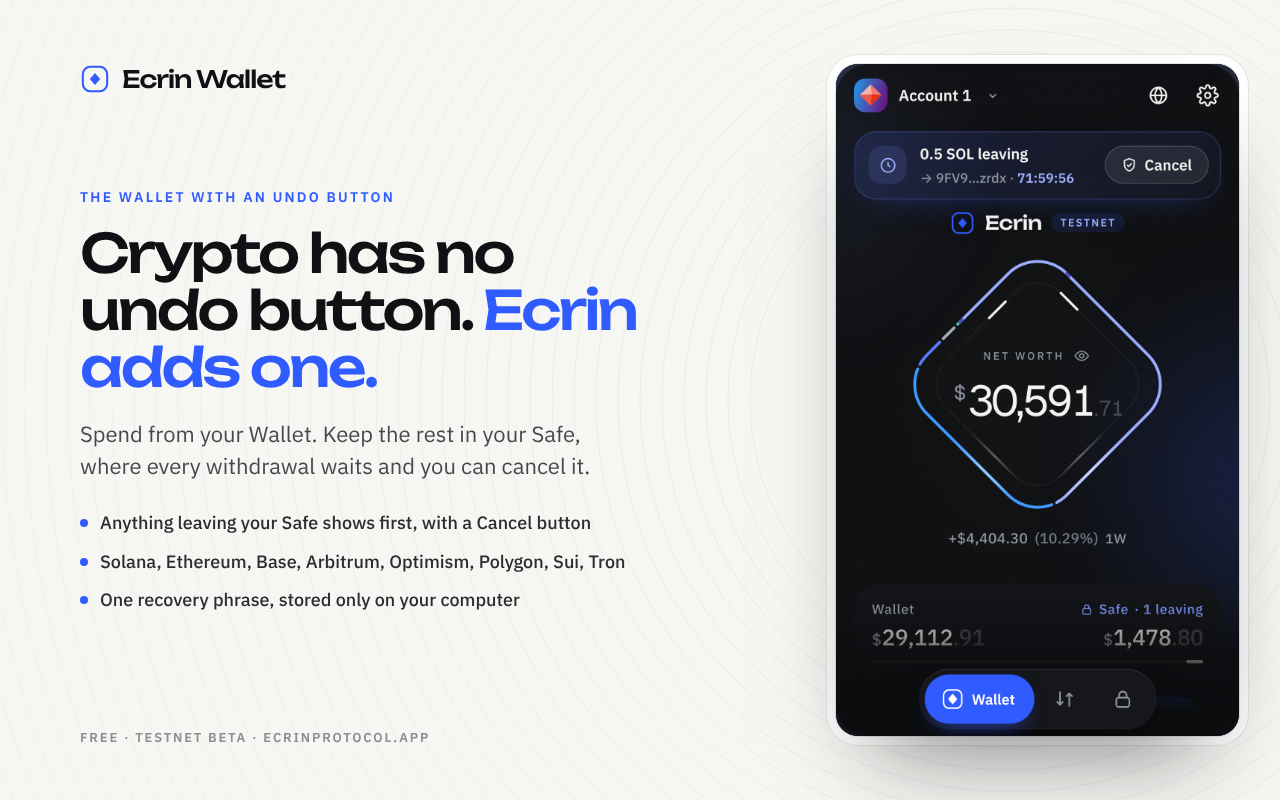 Ecrin Wallet
THE WALLET WITH AN UNDO BUTTON
Crypto has no
undo button. Ecrin
adds one.
Spend from your Wallet. Keep the rest in your Safe,
where every withdrawal waits and you can cancel it.
Anything leaving your Safe shows first, with a Cancel button
Solana, Ethereum, Base, Arbitrum, Optimism, Polygon, Sui, Tron
One recovery phrase, stored only on your computer
FREE · TESTNET BETA · ECRINPROTOCOL.APP
Account 1
0.5 SOL leaving
→ 9FV9...zrdx · 71:59:56
Cancel
Ecrin TESTNET
NET WORTH
$30,591.71
+$4,404.30 (10.29%) 1W
Wallet
Safe · 1 leaving
$29,112.91
$1,478.80
Wallet